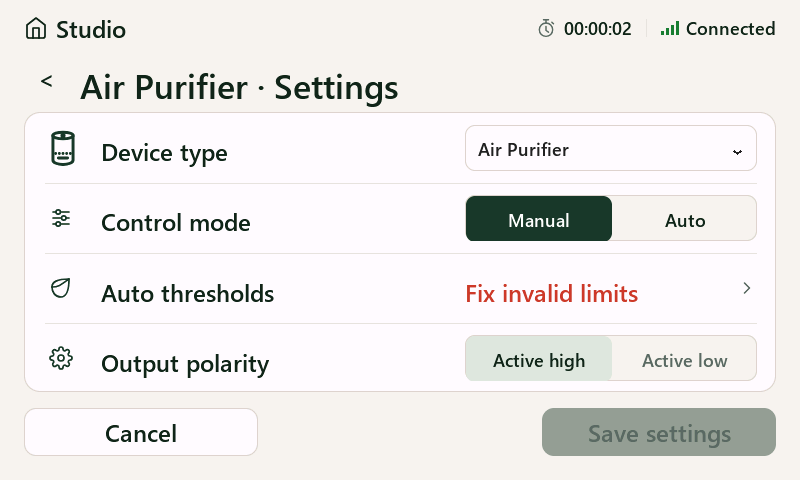 Studio
00:00:02
Connected
< Air Purifier · Settings
Device type
Air Purifier
Control mode
Manual
Auto
Auto thresholds
Fix invalid limits
Output polarity
Active high
Active low
Cancel
Save settings